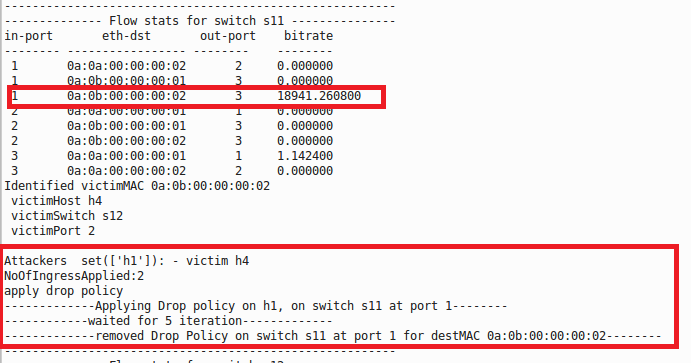 --------------------------------------------------------
-------------- Flow stats for switch s11 ---------------
in-port       eth-dst       out-port    bitrate
-------- ----------------- --------    --------
 1       0a:0a:00:00:00:02       2     0.000000
 1       0a:0b:00:00:00:01       3     0.000000
 1       0a:0b:00:00:00:02       3     18941.260800
 2       0a:0a:00:00:00:01       1     0.000000
 2       0a:0b:00:00:00:01       3     0.000000
 2       0a:0b:00:00:00:02       3     0.000000
 3       0a:0a:00:00:00:01       1     1.142400
 3       0a:0a:00:00:00:02       2     0.000000
Identified victimMAC 0a:0b:00:00:00:02
 victimHost h4
 victimSwitch s12
 victimPort 2
Attackers  set(['h1']): - victim h4
NoOfIngressApplied:2
apply drop policy
-------------Applying Drop policy on h1, on switch s11 at port 1--------
------------waited for 5 iteration-------------
-------------removed Drop Policy on switch s11 at port 1 for destMAC 0a:0b:00:00:00:02--------
--------------------------------------------------------